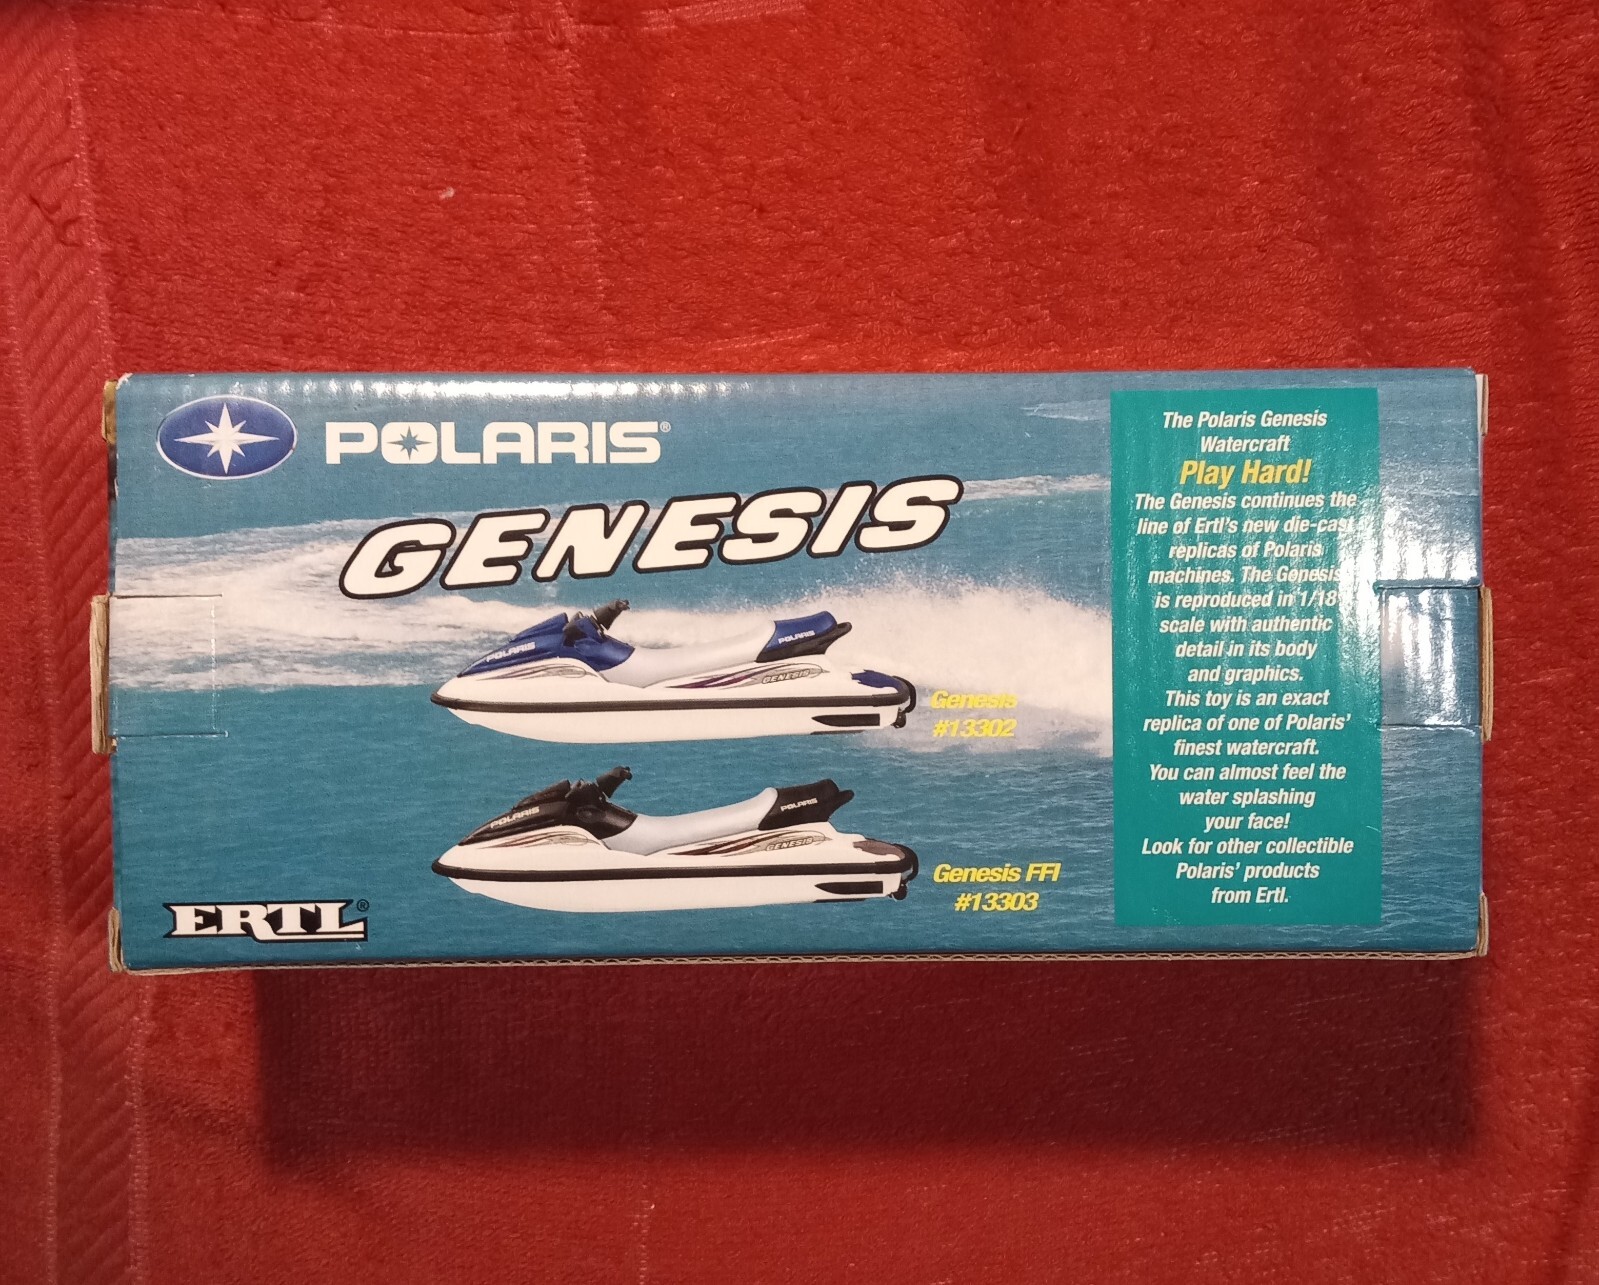 POLARIS®
GENESIS
POLARIS
POLARIS
GENESIS
Genesis
#13302
POLARIS
POLARIS
GENESIS
Genesis FFI
#13303
ERTL®
The Polaris Genesis
Watercraft
Play Hard!
The Genesis continues the
line of Ertl's new die-cast
replicas of Polaris
machines. The Genesis
is reproduced in 1/18
scale with authentic
detail in its body
and graphics.
This toy is an exact
replica of one of Polaris'
finest watercraft.
You can almost feel the
water splashing
your face!
Look for other collectible
Polaris' products
from Ertl.